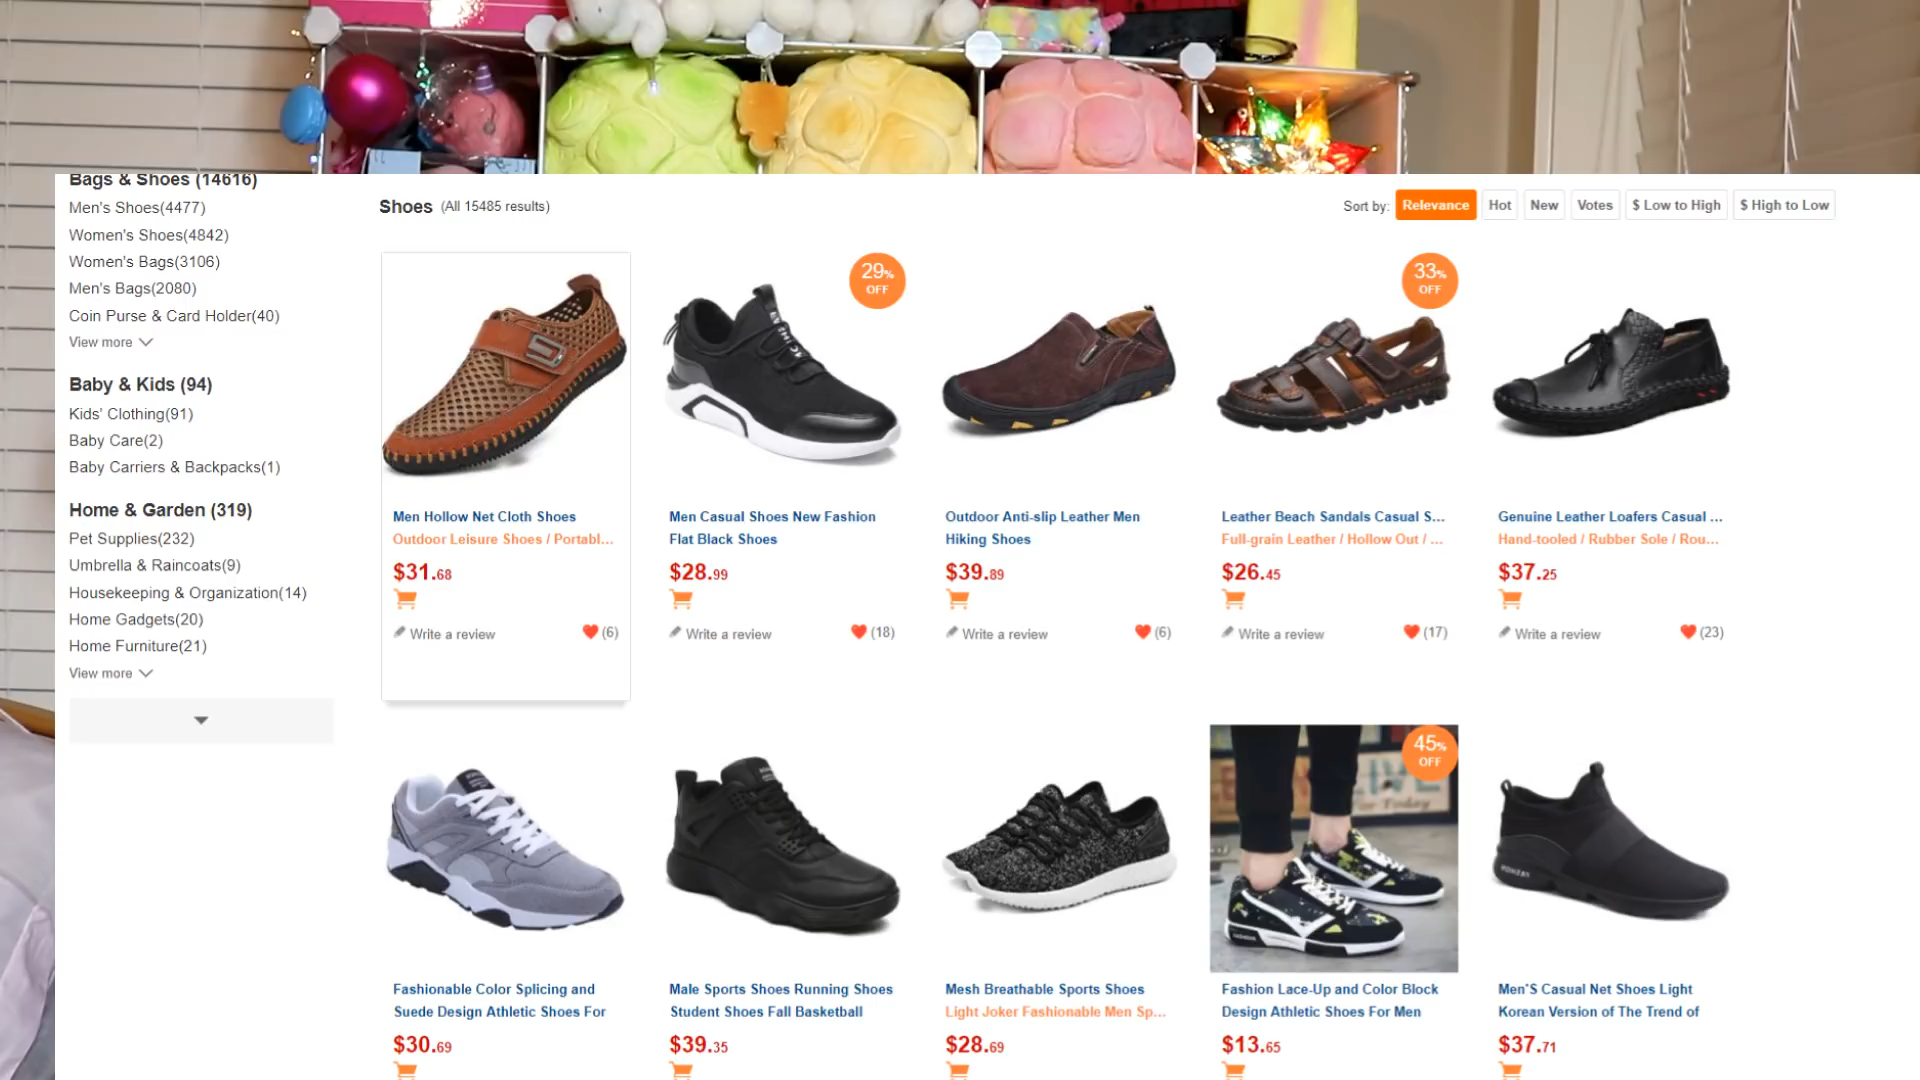 Bags & Shoes (14616)
Men's Shoes(4477)
Women's Shoes(4842)
Women's Bags(3106)
Men's Bags(2080)
Coin Purse & Card Holder(40)
View more
Baby & Kids (94)
Kids' Clothing(91)
Baby Care(2)
Baby Carriers & Backpacks(1)
Home & Garden (319)
Pet Supplies(232)
Umbrella & Raincoats(9)
Housekeeping & Organization(14)
Home Gadgets(20)
Home Furniture(21)
View more
Shoes (All 15485 results)
Sort by: Relevance Hot New Votes $ Low to High $ High to Low
Men Hollow Net Cloth Shoes
Outdoor Leisure Shoes / Portabl...
$31.68
Write a review (6)
29% OFF
Men Casual Shoes New Fashion
Flat Black Shoes
$28.99
Write a review (18)
Outdoor Anti-slip Leather Men
Hiking Shoes
$39.89
Write a review (6)
33% OFF
Leather Beach Sandals Casual S...
Full-grain Leather / Hollow Out / ...
$26.45
Write a review (17)
Genuine Leather Loafers Casual ...
Hand-tooled / Rubber Sole / Rou...
$37.25
Write a review (23)
Fashionable Color Splicing and
Suede Design Athletic Shoes For
$30.69
Male Sports Shoes Running Shoes
Student Shoes Fall Basketball
$39.35
Mesh Breathable Sports Shoes
Light Joker Fashionable Men Sp...
$28.69
45% OFF
Fashion Lace-Up and Color Block
Design Athletic Shoes For Men
$13.65
Men'S Casual Net Shoes Light
Korean Version of The Trend of
$37.71